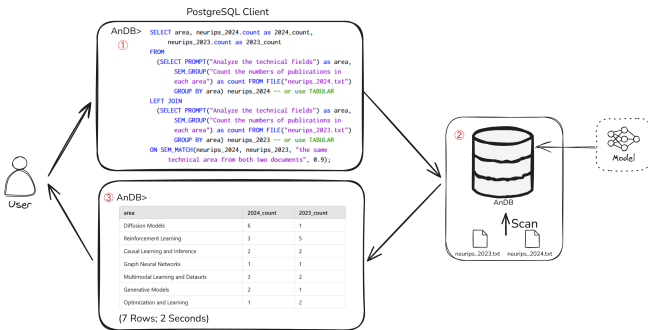 PostgreSQL Client
AnDB>
①
SELECT area, neurips_2024.count as 2024_count,
neurips_2023.count as 2023_count
FROM
(SELECT PROMPT("Analyze the technical fields") as area,
SEM_GROUP("Count the numbers of publications in
each area") as count FROM FILE("neurips_2024.txt")
GROUP BY area) neurips_2024 -- or use TABULAR
LEFT JOIN
(SELECT PROMPT("Analyze the technical fields") as area,
SEM_GROUP("Count the numbers of publications in
each area") as count FROM FILE("neurips_2023.txt")
GROUP BY area) neurips_2023 -- or use TABULAR
ON SEM_MATCH(neurips_2024, neurips_2023, "the same
technical area from both two documents", 0.9);
User
②
AnDB
Scan
neurips_2023.txt neurips_2024.txt
Model
③ AnDB>
area 2024_count 2023_count
Diffusion Models 6 1
Reinforcement Learning 3 5
Causal Learning and Inference 2 2
Graph Neural Networks 1 1
Multimodal Learning and Datasets 3 2
Generative Models 2 1
Optimization and Learning 1 2
(7 Rows; 2 Seconds)